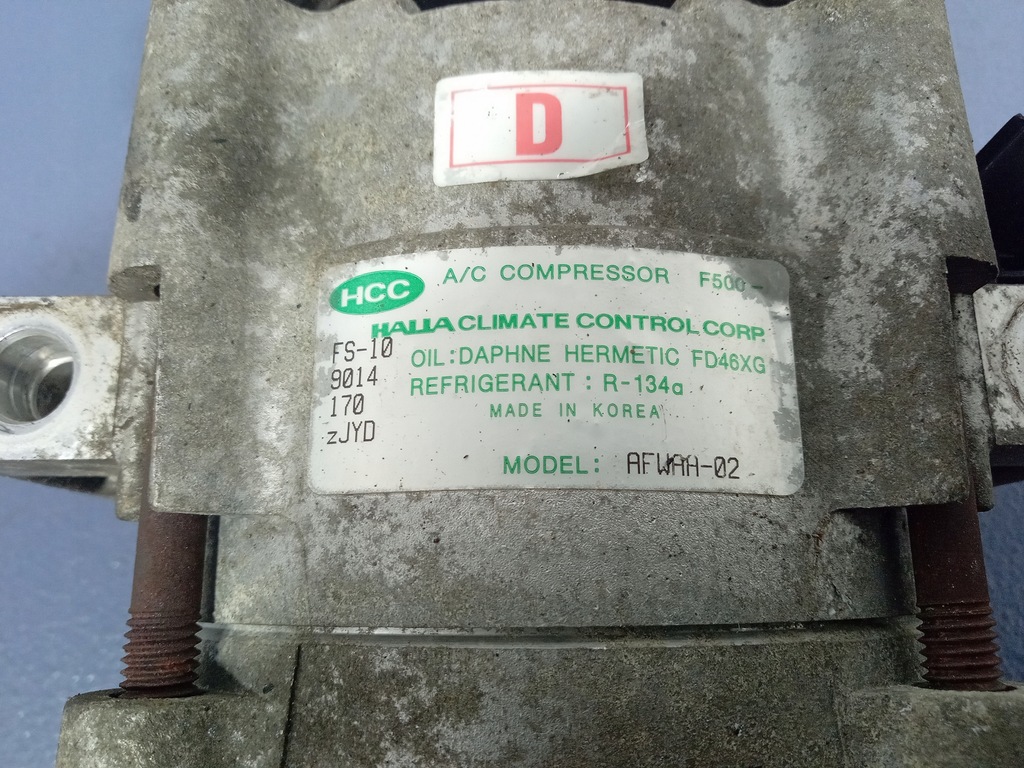 D
HCC A/C COMPRESSOR F500-
HALLA CLIMATE CONTROL CORP.
FS-10 OIL:DAPHNE HERMETIC FD46XG
9014 REFRIGERANT: R-134a
170 MADE IN KOREA
zJYD
MODEL: AFWAA-02